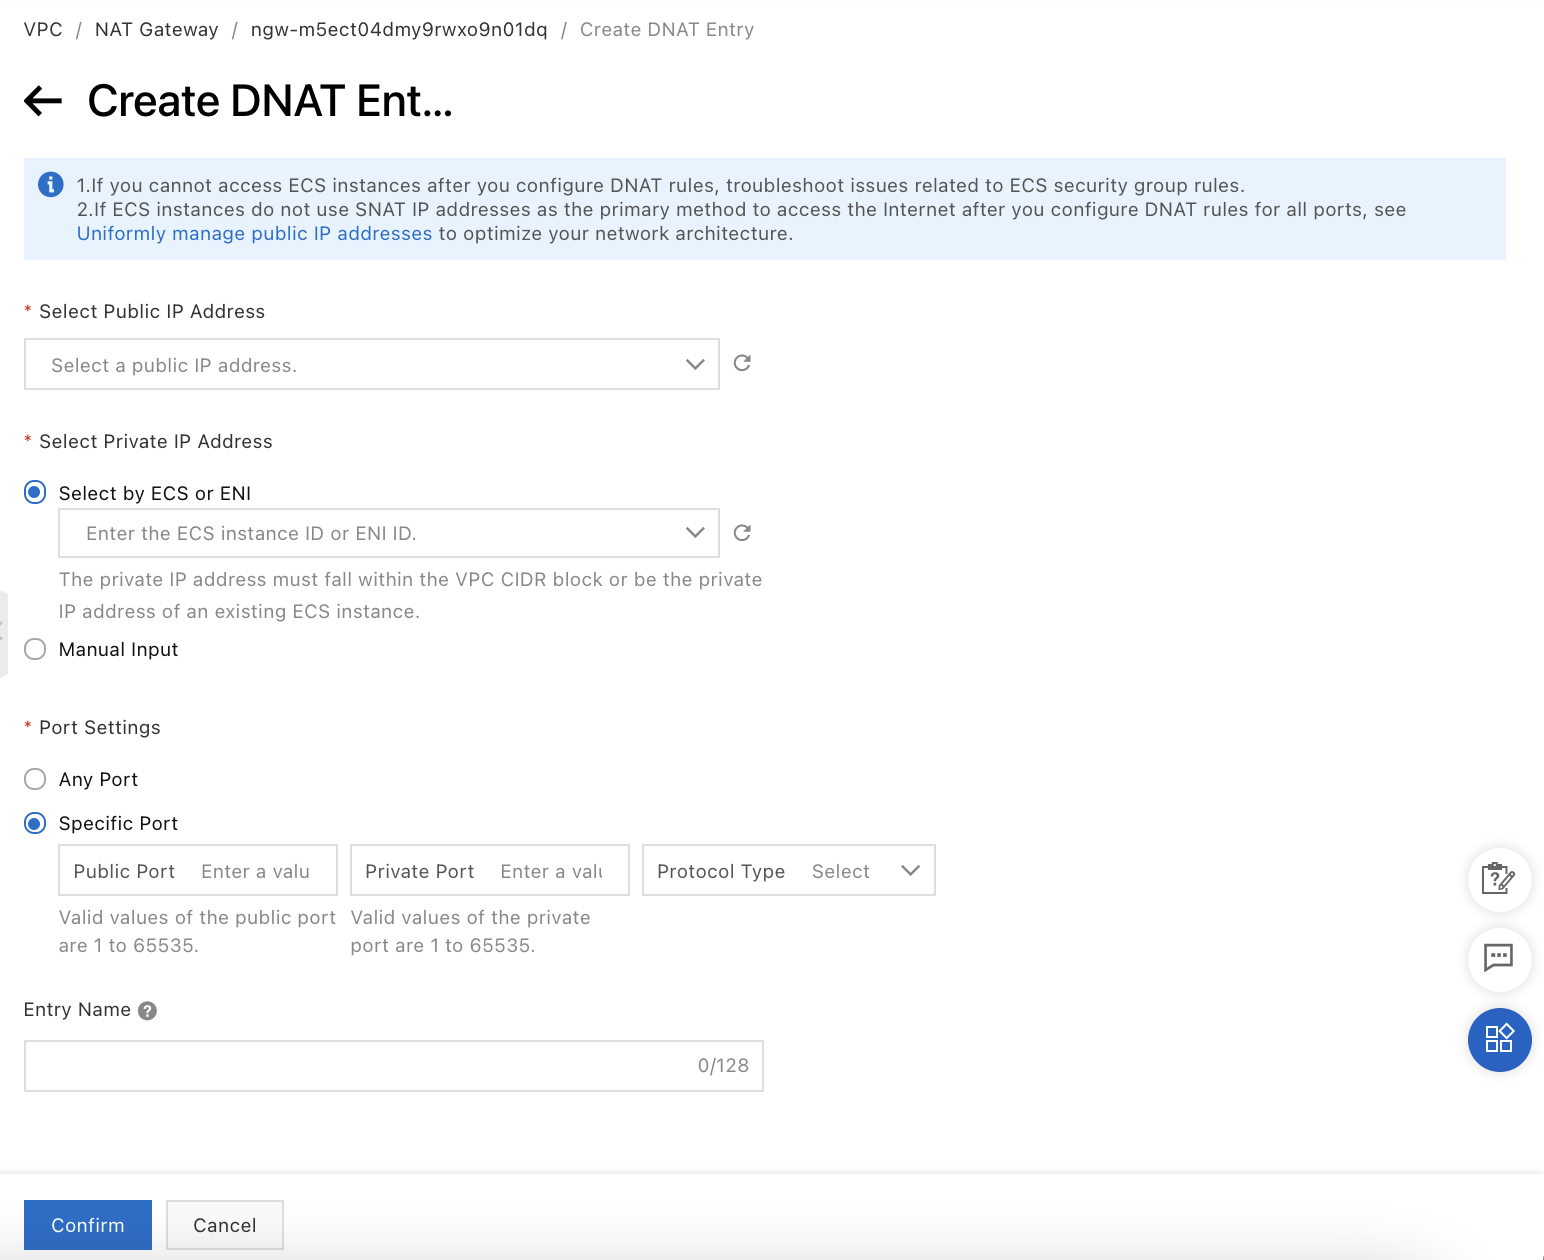 VPC / NAT Gateway / ngw-m5ect04dmy9rwxo9n01dq / Create DNAT Entry
Create DNAT Ent...
1.If you cannot access ECS instances after you configure DNAT rules, troubleshoot issues related to ECS security group rules.
2.If ECS instances do not use SNAT IP addresses as the primary method to access the Internet after you configure DNAT rules for all ports, see
Uniformly manage public IP addresses to optimize your network architecture.
* Select Public IP Address
Select a public IP address.
* Select Private IP Address
Select by ECS or ENI
Enter the ECS instance ID or ENI ID.
The private IP address must fall within the VPC CIDR block or be the private
IP address of an existing ECS instance.
Manual Input
* Port Settings
Any Port
Specific Port
Public Port Enter a valu Private Port Enter a valu Protocol Type Select
Valid values of the public port Valid values of the private
are 1 to 65535. port are 1 to 65535.
Entry Name ?
0/128
Confirm Cancel